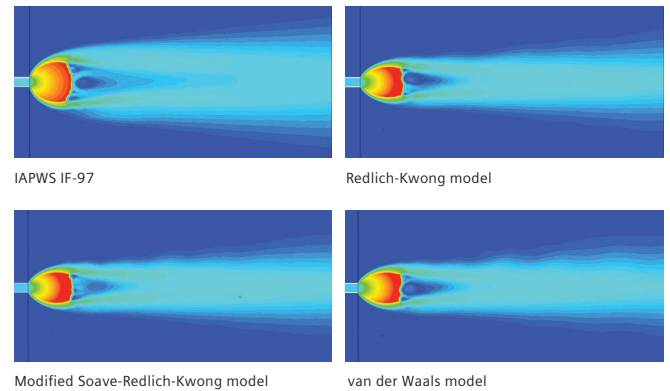 IAPWS IF-97
Redlich-Kwong model
Modified Soave-Redlich-Kwong model
van der Waals model